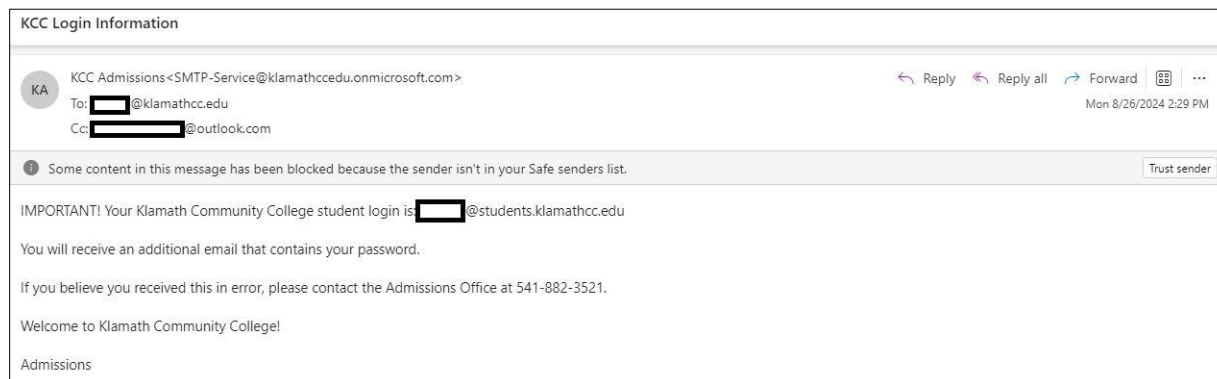 KCC Login Information
KA
KCC Admissions<SMTP-Service@klamathccedu.onmicrosoft.com>
Reply
Reply all
Forward
To: @klamathcc.edu
Mon 8/26/2024 2:29 PM
Cc: @outlook.com
Some content in this message has been blocked because the sender isn't in your Safe senders list.
Trust sender
IMPORTANT! Your Klamath Community College student login is: @students.klamathcc.edu
You will receive an additional email that contains your password.
If you believe you received this in error, please contact the Admissions Office at 541-882-3521.
Welcome to Klamath Community College!
Admissions